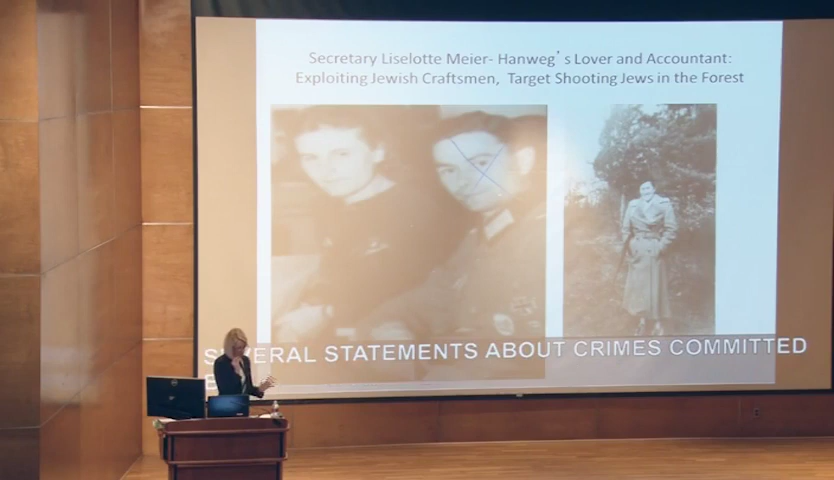 Secretary Liselotte Meier- Hanweg's Lover and Accountant:
Exploiting Jewish Craftsmen, Target Shooting Jews in the Forest
SEVERAL STATEMENTS ABOUT CRIMES COMMITTED